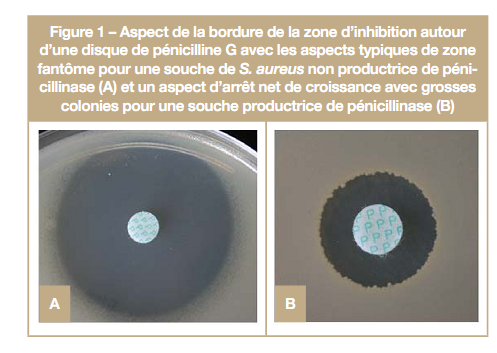 Figure 1 – Aspect de la bordure de la zone d’inhibition autour
d’une disque de pénicilline G avec les aspects typiques de zone
fantôme pour une souche de S. aureus non productrice de péni-
cillinase (A) et un aspect d’arrêt net de croissance avec grosses
colonies pour une souche productrice de pénicillinase (B)
A
B